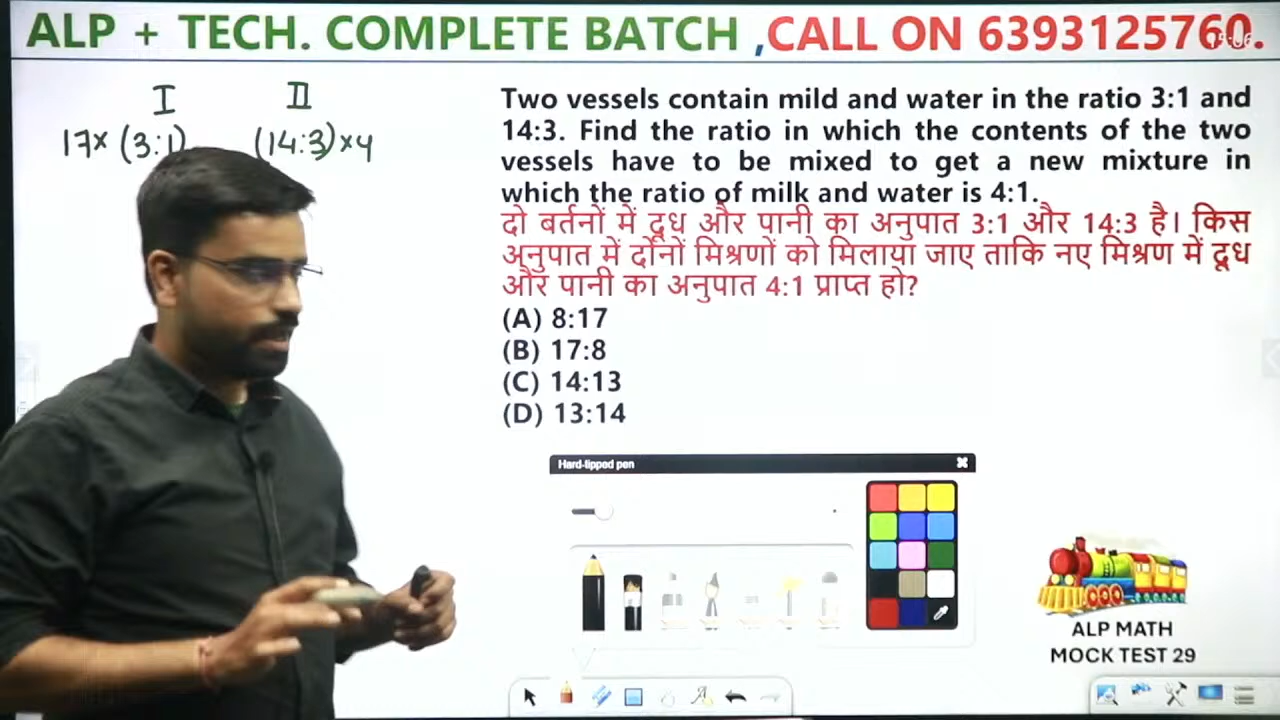 ALP + TECH. COMPLETE BATCH ,CALL ON 6393125760.
I II
17× (3:1) (14:3)×4
Two vessels contain mild and water in the ratio 3:1 and
14:3. Find the ratio in which the contents of the two
vessels have to be mixed to get a new mixture in
which the ratio of milk and water is 4:1.
दो बर्तनों में दूध और पानी का अनुपात 3:1 और 14:3 है। किस
अनुपात में दोनों मिश्रणों को मिलाया जाए ताकि नए मिश्रण में दूध
और पानी का अनुपात 4:1 प्राप्त हो?
(A) 8:17
(B) 17:8
(C) 14:13
(D) 13:14
Hard-tipped pen
ALP MATH
MOCK TEST 29